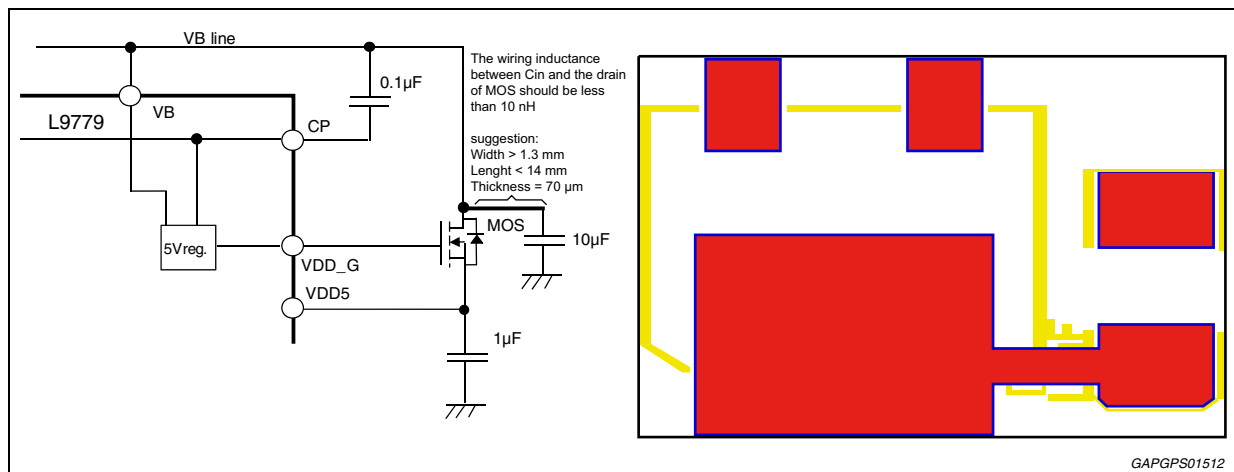 VB line
The wiring inductance
between Cin and the drain
of MOS should be less
than 10 nH
0.1µF
VB
L9779
CP
suggestion:
Width > 1.3 mm
Lenght < 14 mm
Thickness = 70 µm
MOS
5Vreg.
10µF
VDD_G
VDD5
1µF
GAPGPS01512